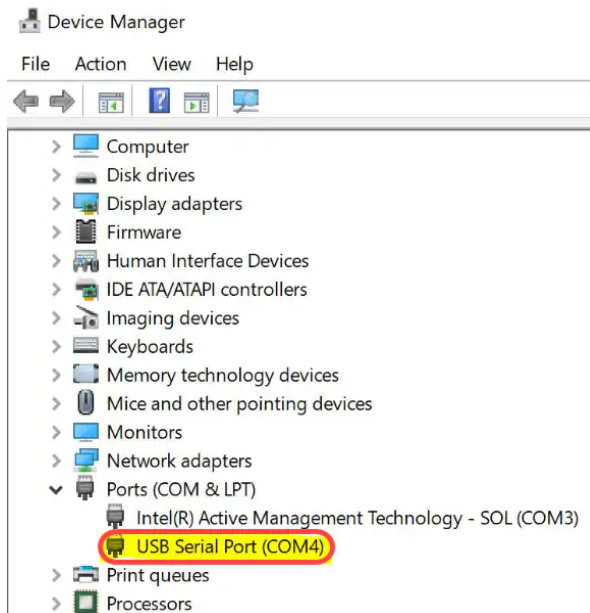 Device Manager
File Action View Help
Computer
Disk drives
Display adapters
Firmware
Human Interface Devices
IDE ATA/ATAPI controllers
Imaging devices
Keyboards
Memory technology devices
Mice and other pointing devices
Monitors
Network adapters
Ports (COM & LPT)
Intel(R) Active Management Technology - SOL (COM3)
USB Serial Port (COM4)
Print queues
Processors